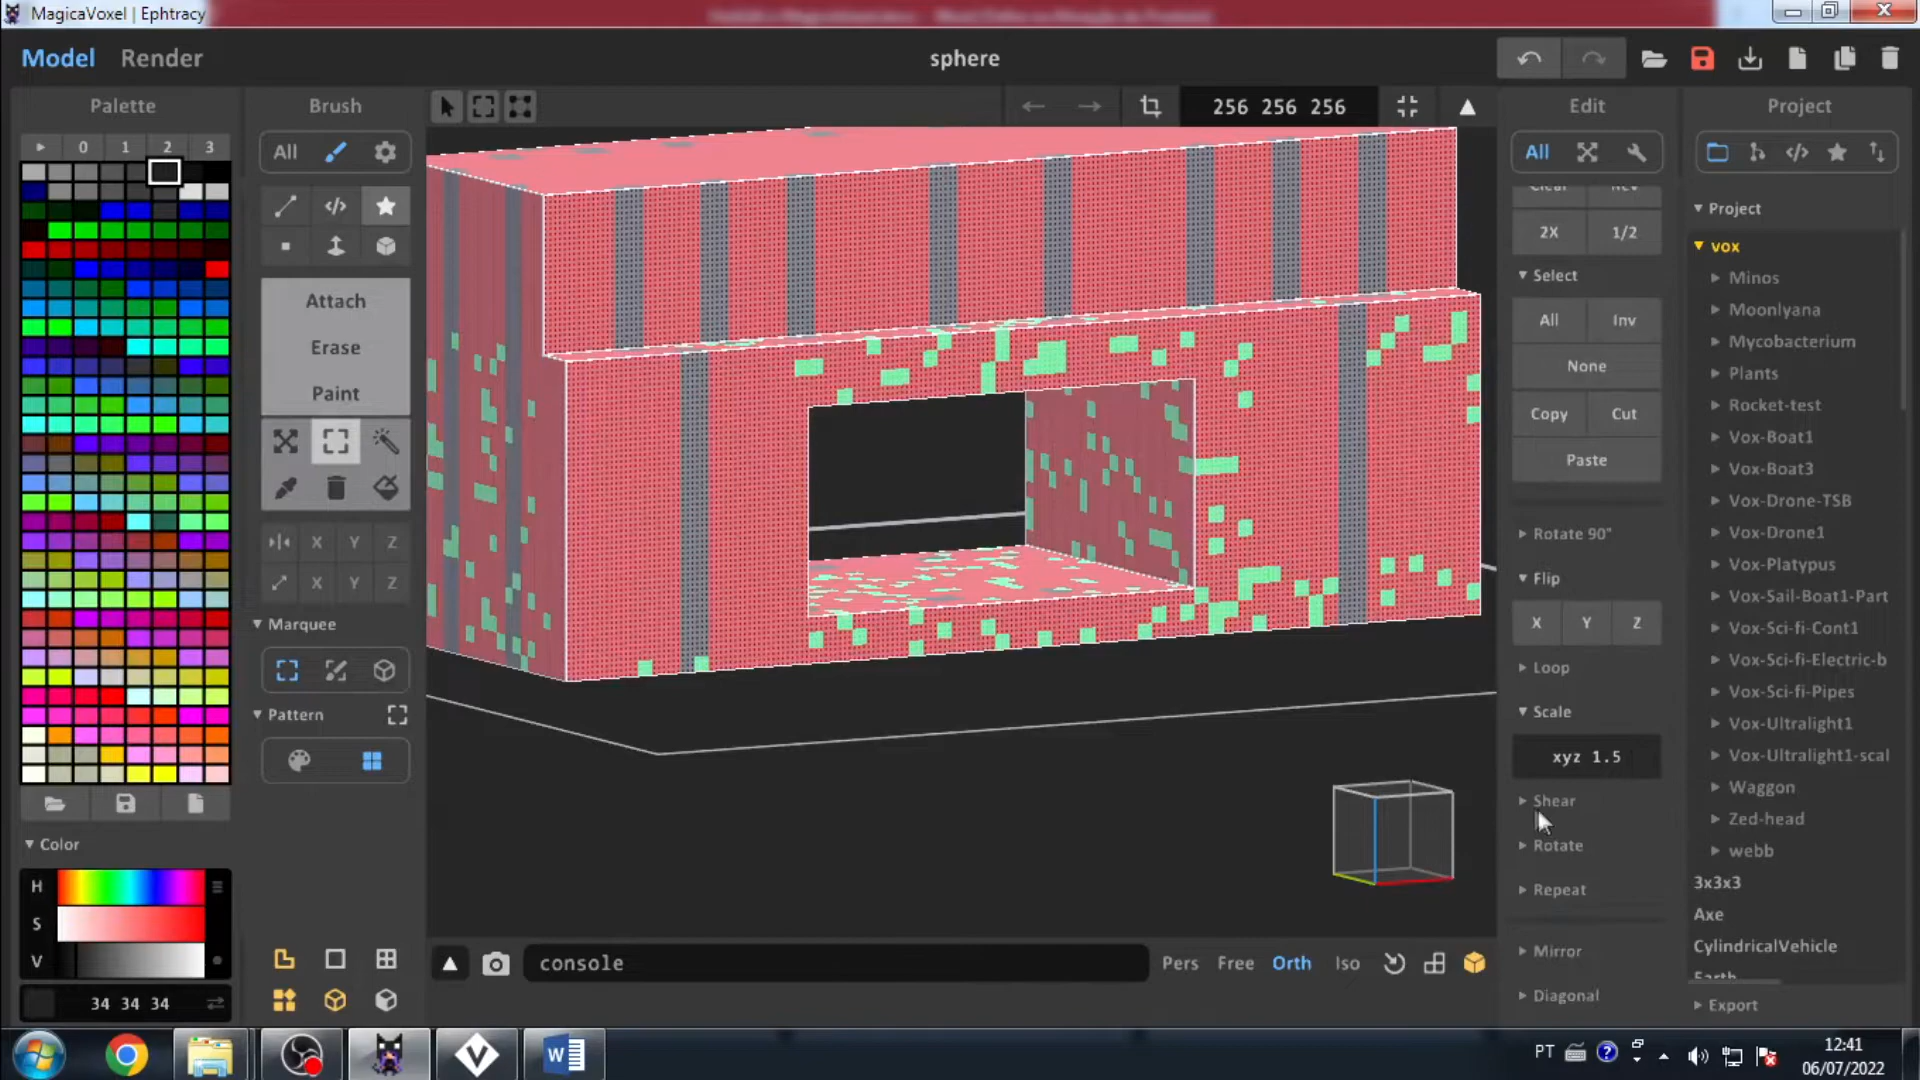 MagicaVoxel | Ephtracy
Model Render
sphere
Palette
Brush
256 256 256
Edit
Project
0 1 2 3
All
All
Clear Rev
2X 1/2
Project
vox
Minos
Moonlyana
Mycobacterium
Plants
Rocket-test
Vox-Boat1
Vox-Boat3
Vox-Drone-TSB
Vox-Drone1
Vox-Platypus
Vox-Sail-Boat1-Part
Vox-Sci-fi-Cont1
Vox-Sci-fi-Electric-b
Vox-Sci-fi-Pipes
Vox-Ultralight1
Vox-Ultralight1-scal
Waggon
Zed-head
webb
3x3x3
Axe
CylindricalVehicle
Earth
Export
Select
All Inv
None
Copy Cut
Paste
Rotate 90°
Flip
X Y Z
Loop
Scale
xyz 1.5
Shear
Rotate
Repeat
Mirror
Diagonal
Attach
Erase
Paint
X Y Z
X Y Z
Marquee
Pattern
Color
H
S
V
34 34 34
console
Pers Free Orth Iso
PT
12:41
06/07/2022